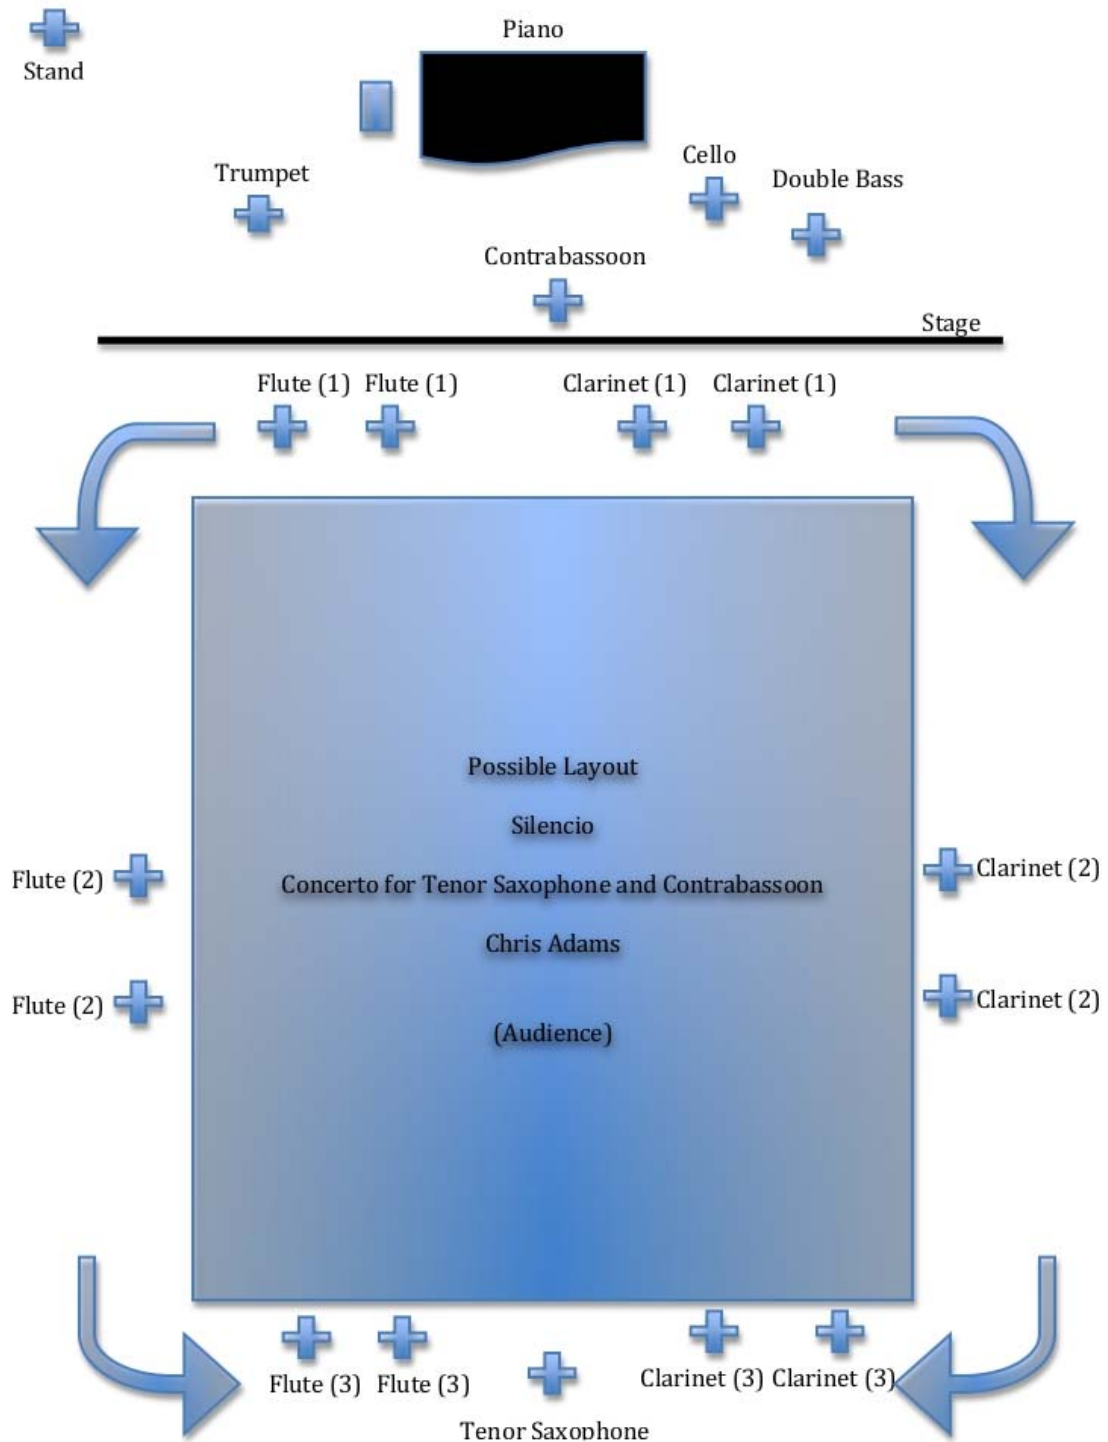 Piano
Stand
Cello
Trumpet
Double Bass
Contrabassoon
Stage
Flute (1) Flute (1) Clarinet (1) Clarinet (1)
Possible Layout
Silencio
Flute (2) Clarinet (2)
Concerto for Tenor Saxophone and Contrabassoon
Chris Adams
Flute (2) Clarinet (2)
(Audience)
Flute (3) Flute (3) Clarinet (3) Clarinet (3)
Tenor Saxophone